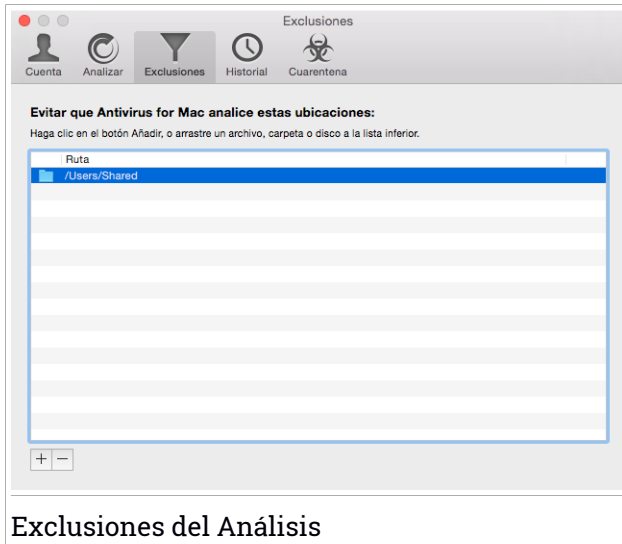 Exclusiones
Cuenta Analizar Exclusiones Historial Cuarentena
Evitar que Antivirus for Mac analice estas ubicaciones:
Haga clic en el botón Añadir, o arrastre un archivo, carpeta o disco a la lista inferior.
Ruta
/Users/Shared
+ −
Exclusiones del Análisis